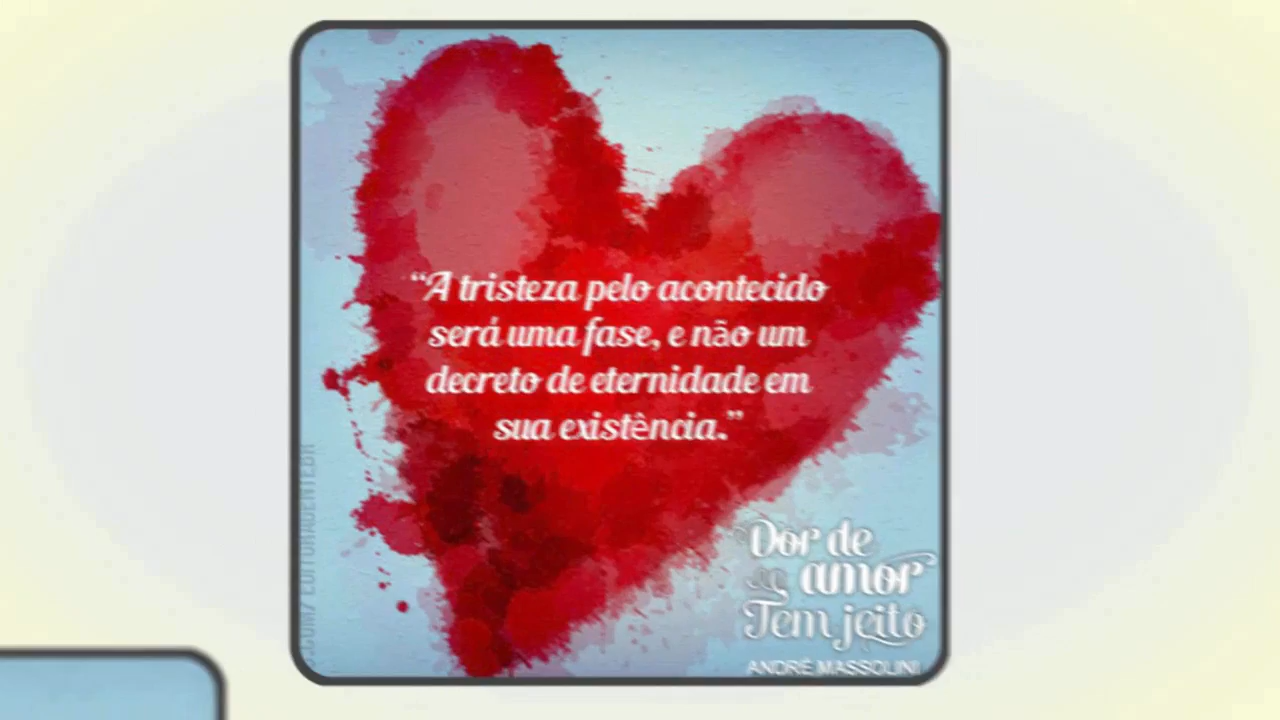 “A tristeza pelo acontecido
será uma fase, e não um
decreto de eternidade em
sua existência.”
Dor de
amor
Tem jeito
ANDRÉ MASSOLINI